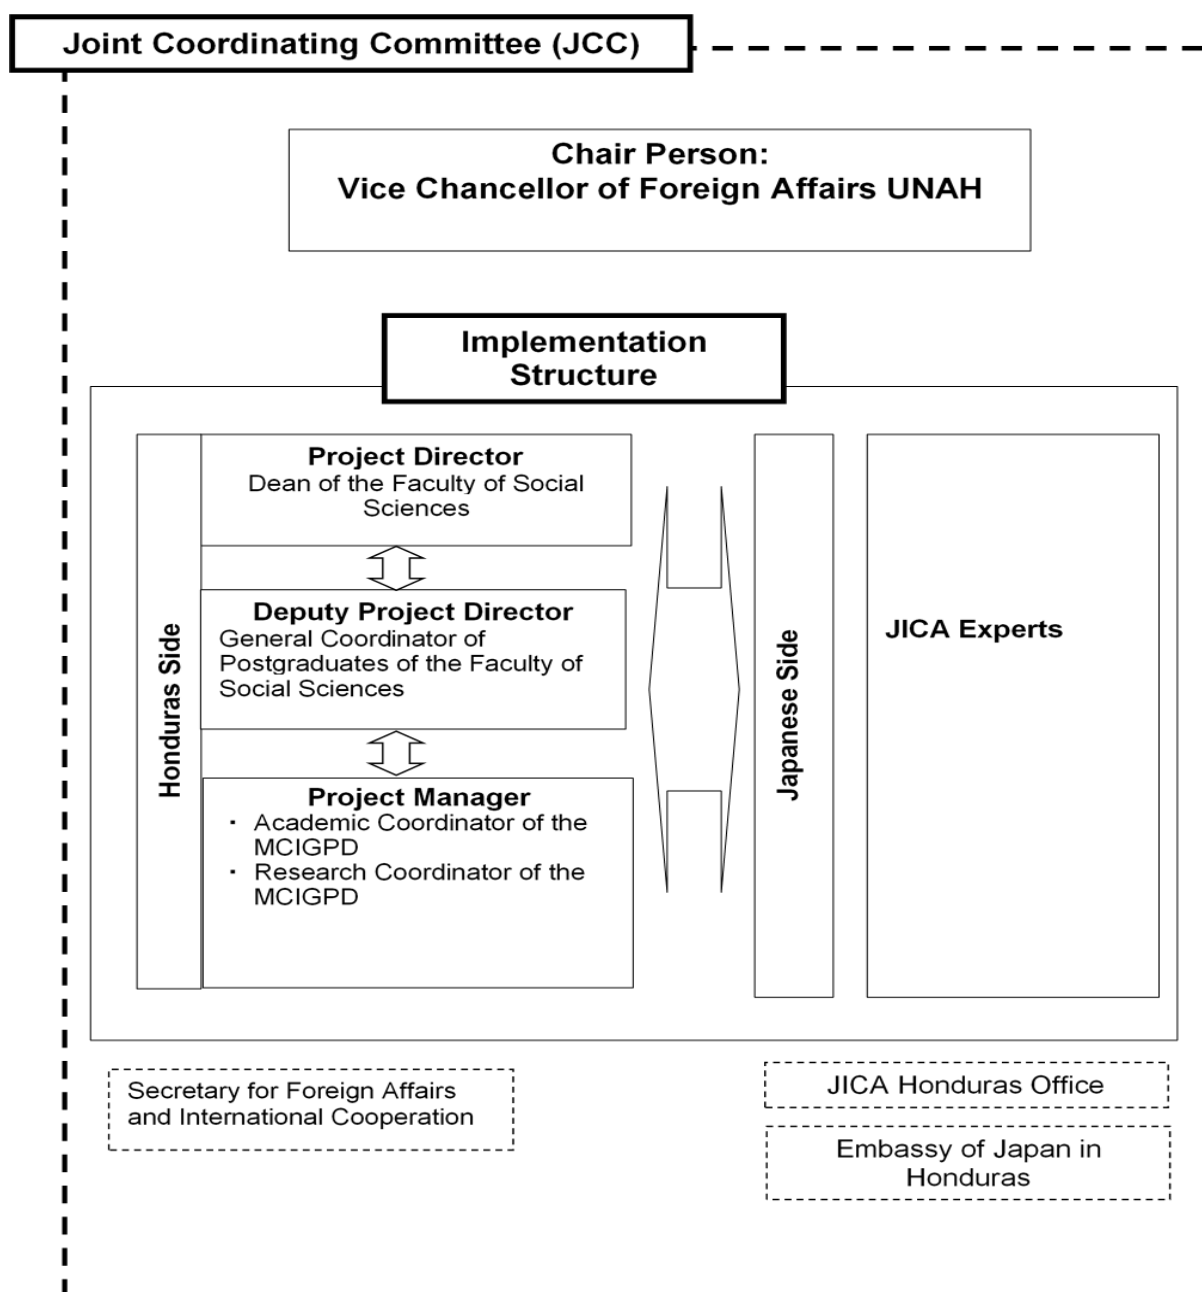 Joint Coordinating Committee (JCC)
Chair Person:
Vice Chancellor of Foreign Affairs UNAH
Implementation
Structure
Honduras Side
Project Director
Dean of the Faculty of Social
Sciences
Deputy Project Director
General Coordinator of
Postgraduates of the Faculty of
Social Sciences
Project Manager
・ Academic Coordinator of the
MCIGPD
・ Research Coordinator of the
MCIGPD
Japanese Side
JICA Experts
Secretary for Foreign Affairs
and International Cooperation
JICA Honduras Office
Embassy of Japan in
Honduras